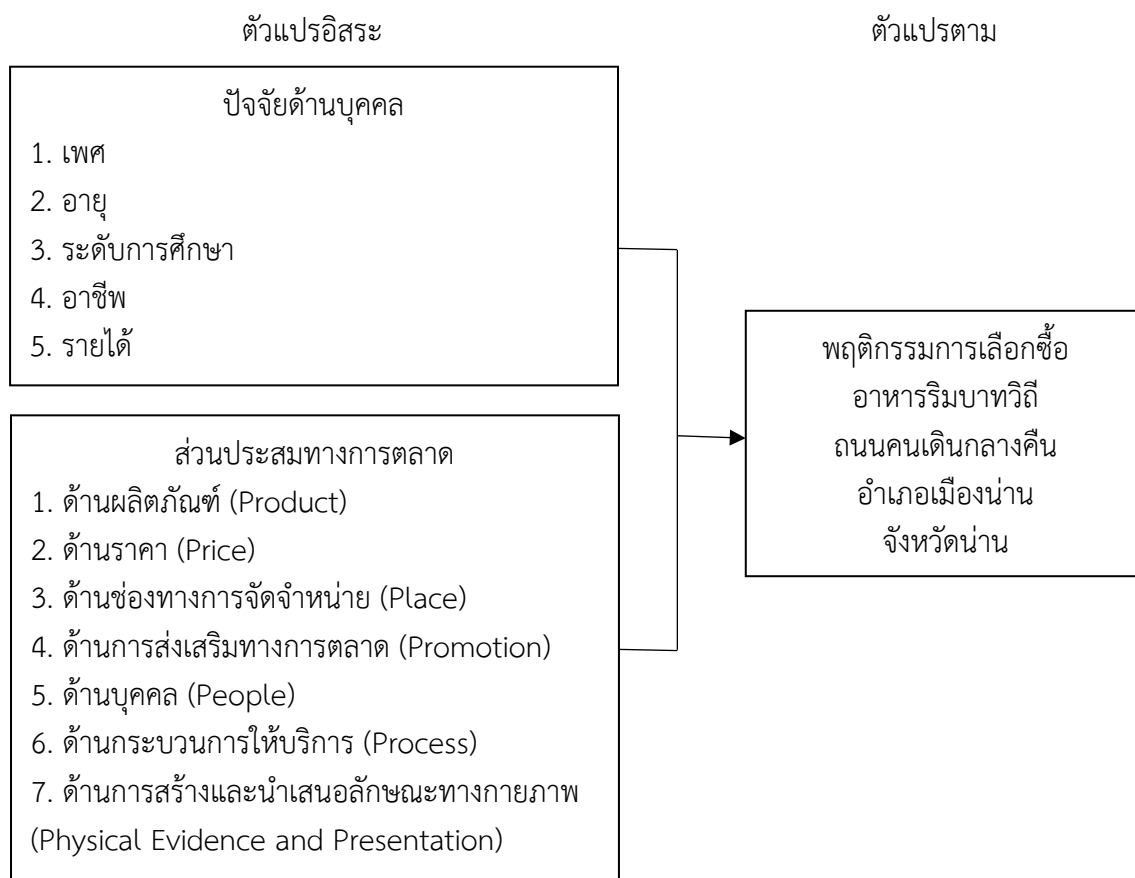 ตัวแปรอิสระ
ตัวแปรตาม
ปัจจัยด้านบุคคล
1. เพศ
2. อายุ
3. ระดับการศึกษา
4. อาชีพ
5. รายได้
ส่วนประสมทางการตลาด
1. ด้านผลิตภัณฑ์ (Product)
2. ด้านราคา (Price)
3. ด้านช่องทางการจัดจำหน่าย (Place)
4. ด้านการส่งเสริมทางการตลาด (Promotion)
5. ด้านบุคคล (People)
6. ด้านกระบวนการให้บริการ (Process)
7. ด้านการสร้างและนำเสนอลักษณะทางกายภาพ
(Physical Evidence and Presentation)
พฤติกรรมการเลือกซื้อ
อาหารริมบาทวิถี
ถนนคนเดินกลางคืน
อำเภอเมืองน่าน
จังหวัดน่าน